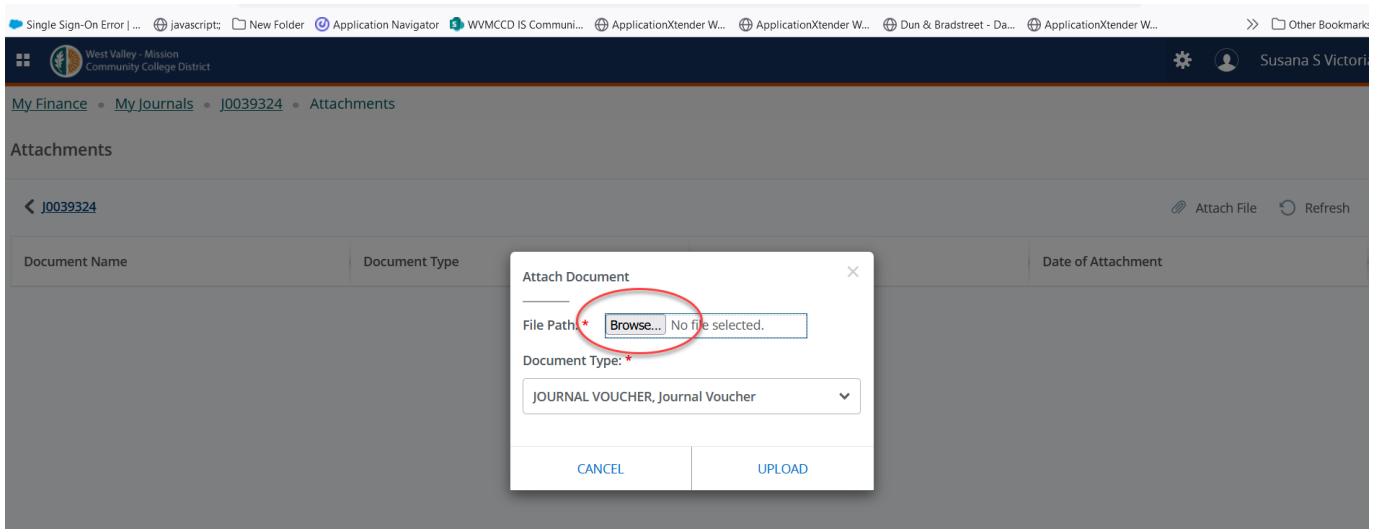 Single Sign-On Error | ... javascript:; New Folder Application Navigator WVMCCD IS Communi... ApplicationXtender W... ApplicationXtender W... Dun & Bradstreet - Da... ApplicationXtender W... Other Bookmarks
West Valley - Mission
Community College District
Susana S Victoria
My Finance • My Journals • J0039324 • Attachments
Attachments
J0039324
Attach File Refresh
Document Name Document Type Date of Attachment
Attach Document
File Path: * Browse... No file selected.
Document Type: *
JOURNAL VOUCHER, Journal Voucher
CANCEL UPLOAD